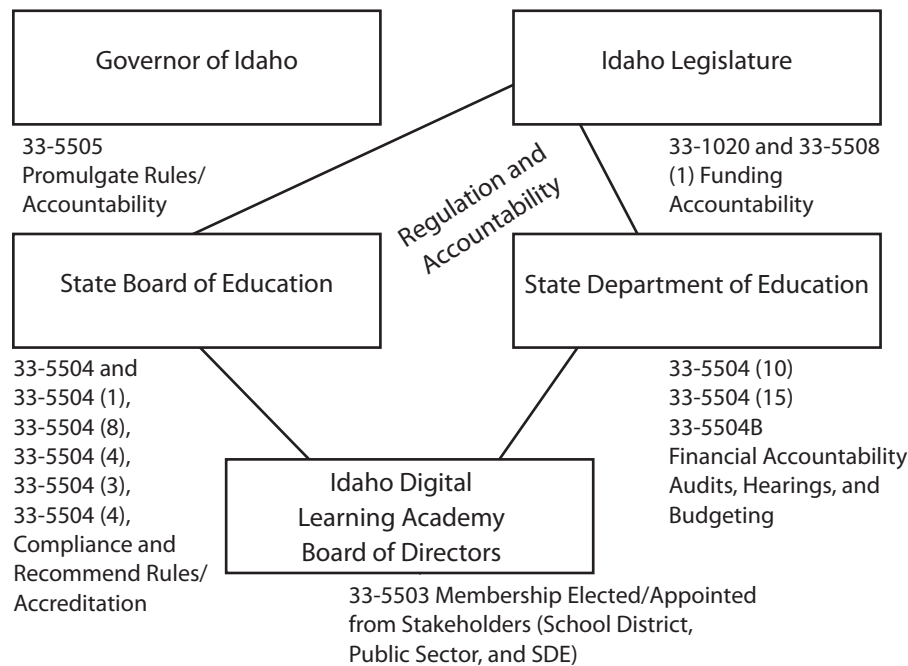 Governor of Idaho
Idaho Legislature
33-5505
Promulgate Rules/
Accountability
33-1020 and 33-5508
(1) Funding
Accountability
Regulation and
Accountability
State Board of Education
State Department of Education
33-5504 and
33-5504 (1),
33-5504 (8),
33-5504 (4),
33-5504 (3),
33-5504 (4),
Compliance and
Recommend Rules/
Accreditation
33-5504 (10)
33-5504 (15)
33-5504B
Financial Accountability
Audits, Hearings, and
Budgeting
Idaho Digital
Learning Academy
Board of Directors
33-5503 Membership Elected/Appointed
from Stakeholders (School District,
Public Sector, and SDE)